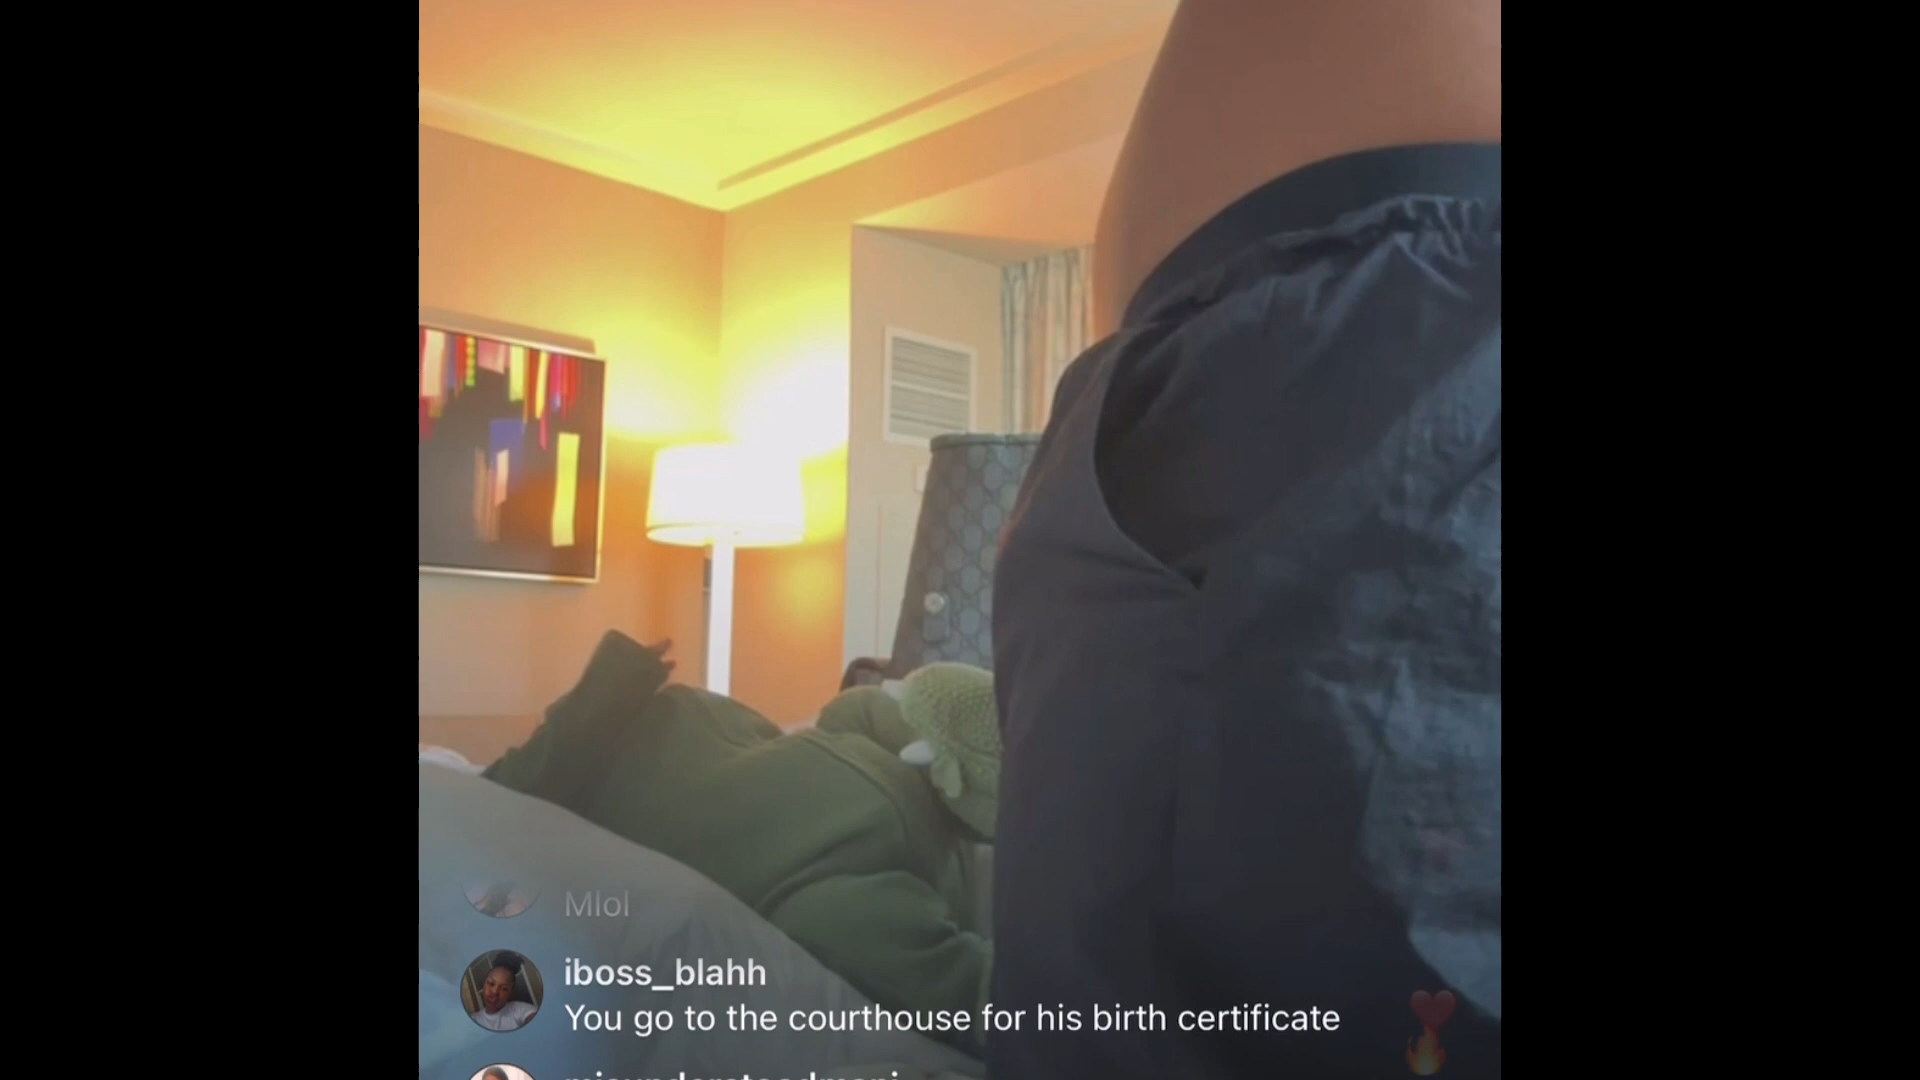 Mlol
iboss_blahh
You go to the courthouse for his birth certificate